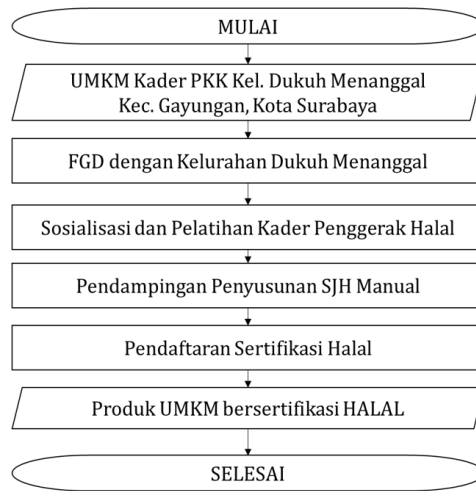 MULAI
UMKM Kader PKK Kel. Dukuh Menanggal
Kec. Gayungan, Kota Surabaya
FGD dengan Kelurahan Dukuh Menanggal
Sosialisasi dan Pelatihan Kader Penggerak Halal
Pendampingan Penyusunan SJH Manual
Pendaftaran Sertifikasi Halal
Produk UMKM bersertifikasi HALAL
SELESAI